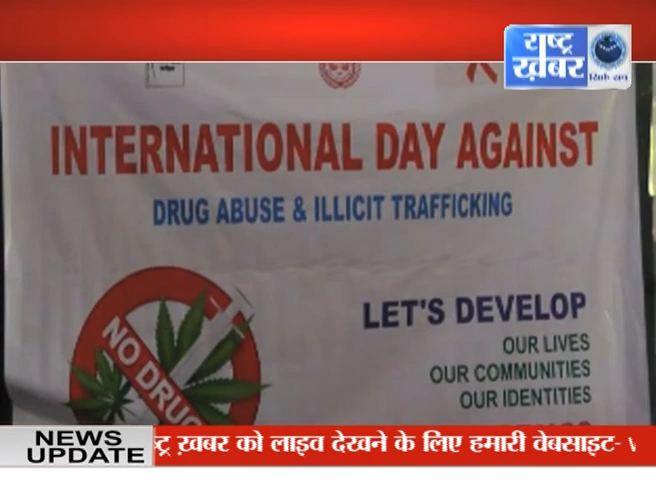 राष्ट्र
ख़बर
सिर्फ सच
INTERNATIONAL DAY AGAINST
DRUG ABUSE & ILLICIT TRAFFICKING
NO DRUG
LET'S DEVELOP
OUR LIVES
OUR COMMUNITIES
OUR IDENTITIES
NEWS
UPDATE
ष्ट्र ख़बर को लाइव देखने के लिए हमारी वेबसाइट-